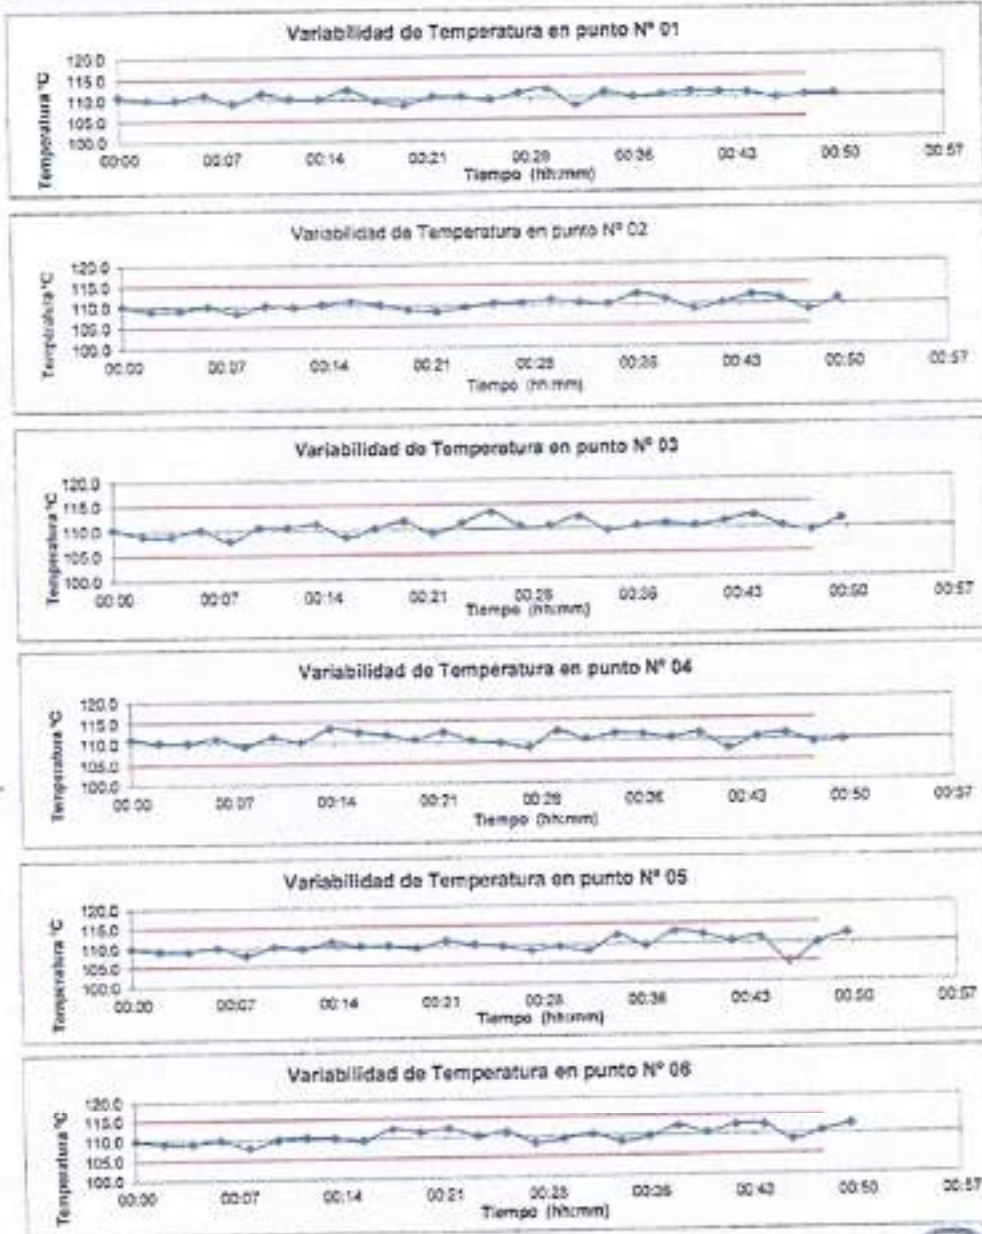 Variabilidad de Temperatura en punto Nº 01
Temperatura ºC
120.0
115.0
110.0
105.0
100.0
00:00 00:07 00:14 00:21 00:28 00:36 00:43 00:50 00:57
Tiempo (hh:mm)
Variabilidad de Temperatura en punto Nº 02
Temperatura ºC
120.0
115.0
110.0
105.0
100.0
00:00 00:07 00:14 00:21 00:28 00:36 00:43 00:50 00:57
Tiempo (hh:mm)
Variabilidad de Temperatura en punto Nº 03
Temperatura ºC
120.0
115.0
110.0
105.0
100.0
00:00 00:07 00:14 00:21 00:28 00:36 00:43 00:50 00:57
Tiempo (hh:mm)
Variabilidad de Temperatura en punto Nº 04
Temperatura ºC
120.0
115.0
110.0
105.0
100.0
00:00 00:07 00:14 00:21 00:28 00:36 00:43 00:50 00:57
Tiempo (hh:mm)
Variabilidad de Temperatura en punto Nº 05
Temperatura ºC
120.0
115.0
110.0
105.0
100.0
00:00 00:07 00:14 00:21 00:28 00:36 00:43 00:50 00:57
Tiempo (hh:mm)
Variabilidad de Temperatura en punto Nº 06
Temperatura ºC
120.0
115.0
110.0
105.0
100.0
00:00 00:07 00:14 00:21 00:28 00:36 00:43 00:50 00:57
Tiempo (hh:mm)